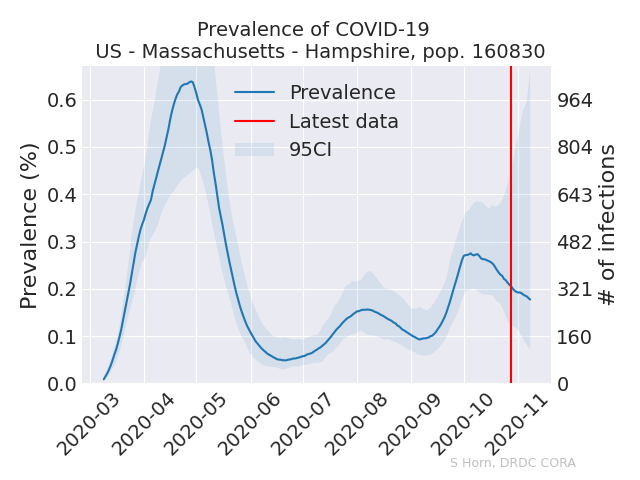 Prevalence of COVID-19
US - Massachusetts - Hampshire, pop. 160830
Prevalence
Latest data
95CI
Prevalence (%)
0.6
0.5
0.4
0.3
0.2
0.1
0.0
964
804
643
482
321
160
0
# of infections
2020-03
2020-04
2020-05
2020-06
2020-07
2020-08
2020-09
2020-10
2020-11
S Horn, DRDC CORA